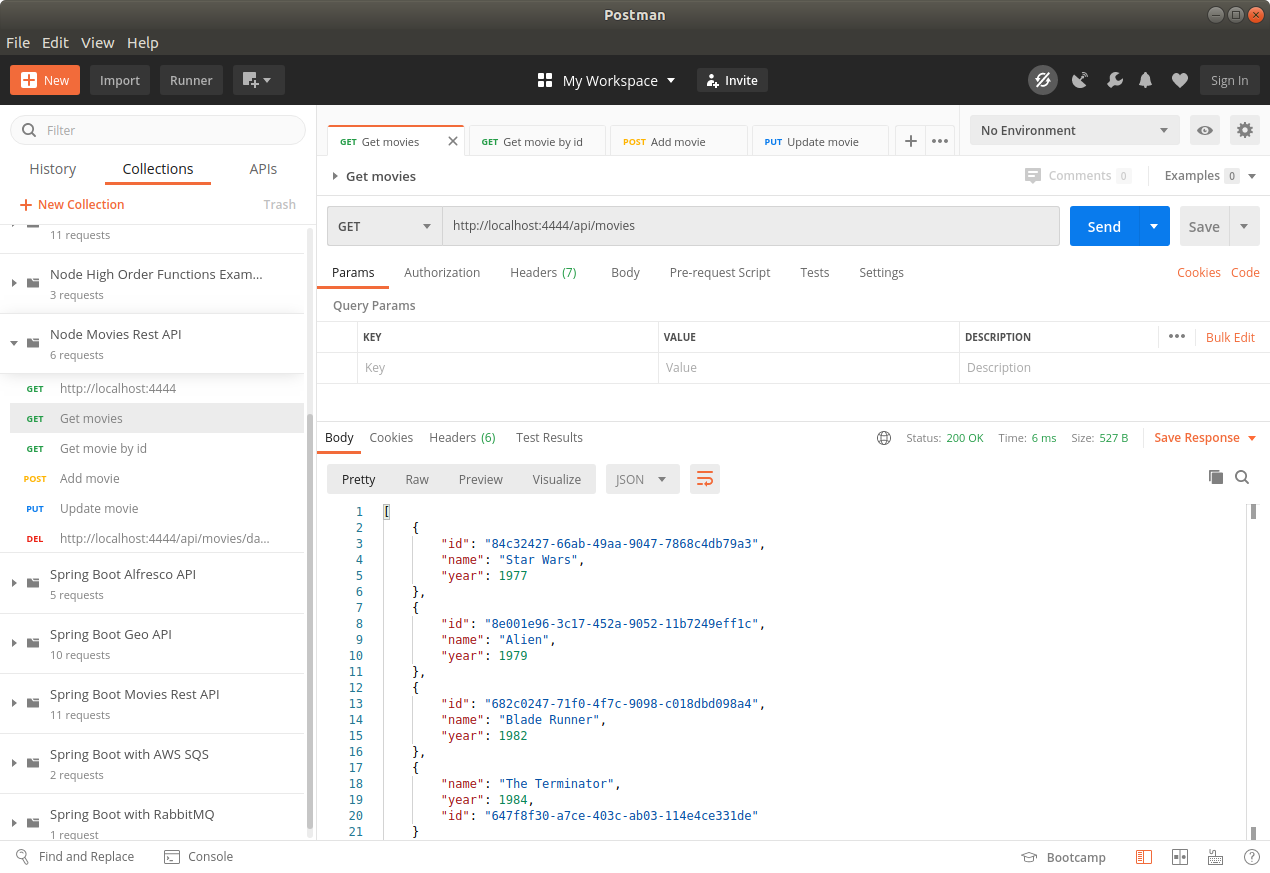 Postman
File Edit View Help
New Import Runner My Workspace Invite Sign In
Filter
History Collections APIs
New Collection Trash
11 requests
Node High Order Functions Exam...
3 requests
Node Movies Rest API
6 requests
GET http://localhost:4444
GET Get movies
GET Get movie by id
POST Add movie
PUT Update movie
DEL http://localhost:4444/api/movies/da...
Spring Boot Alfresco API
5 requests
Spring Boot Geo API
10 requests
Spring Boot Movies Rest API
11 requests
Spring Boot with AWS SQS
2 requests
Spring Boot with RabbitMQ
1 request
GET Get movies GET Get movie by id POST Add movie PUT Update movie No Environment
Get movies Comments 0 Examples 0
GET http://localhost:4444/api/movies Send Save
Params Authorization Headers (7) Body Pre-request Script Tests Settings Cookies Code
Query Params
KEY VALUE DESCRIPTION Bulk Edit
Key Value Description
Body Cookies Headers (6) Test Results Status: 200 OK Time: 6 ms Size: 527 B Save Response
Pretty Raw Preview Visualize JSON
1 [
2 {
3 "id": "84c32427-66ab-49aa-9047-7868c4db79a3",
4 "name": "Star Wars",
5 "year": 1977
6 },
7 {
8 "id": "8e001e96-3c17-452a-9052-11b7249eff1c",
9 "name": "Alien",
10 "year": 1979
11 },
12 {
13 "id": "682c0247-71f0-4f7c-9098-c018dbd098a4",
14 "name": "Blade Runner",
15 "year": 1982
16 },
17 {
18 "name": "The Terminator",
19 "year": 1984,
20 "id": "647f8f30-a7ce-403c-ab03-114e4ce331de"
21 }
Find and Replace Console Bootcamp